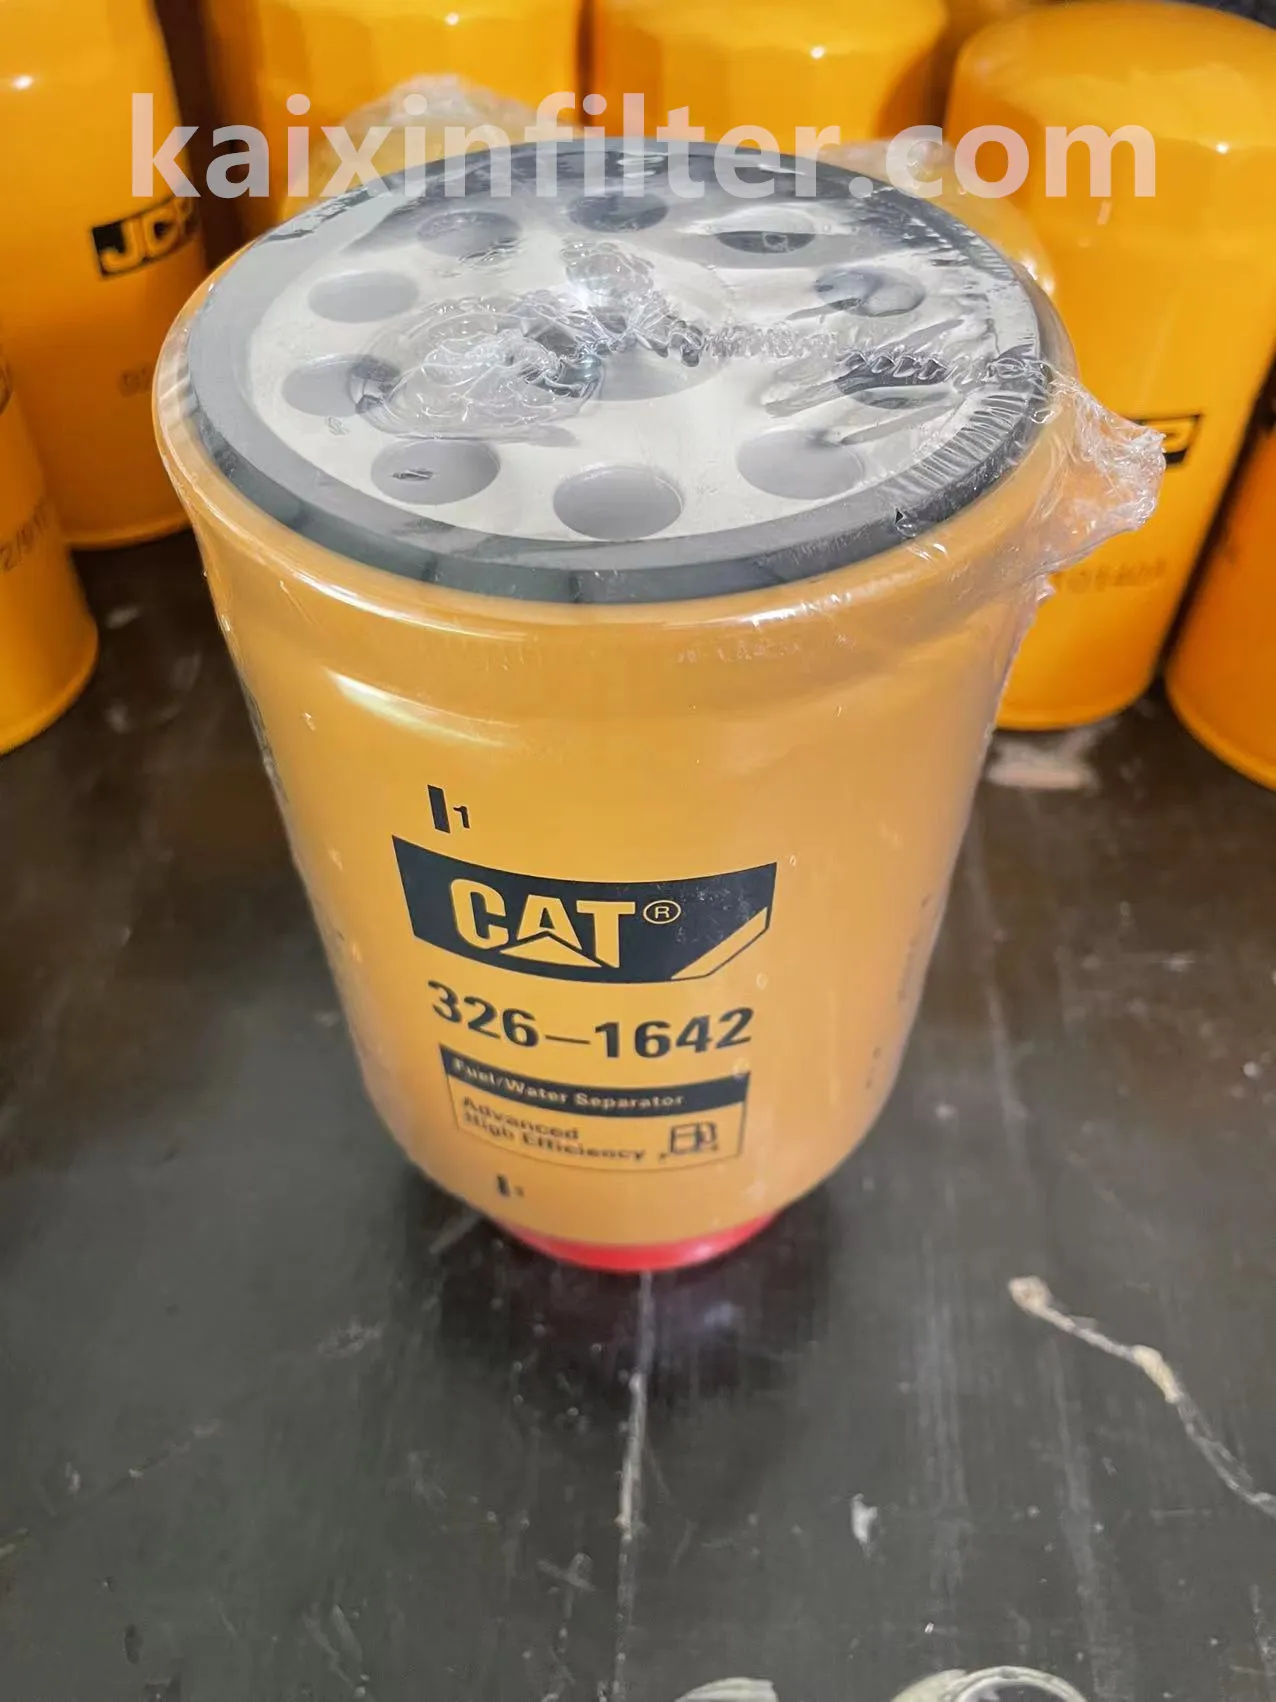 kaixinfilter.com
JCB
1
CAT®
326-1642
Fuel/Water Separator
Advanced
High Efficiency